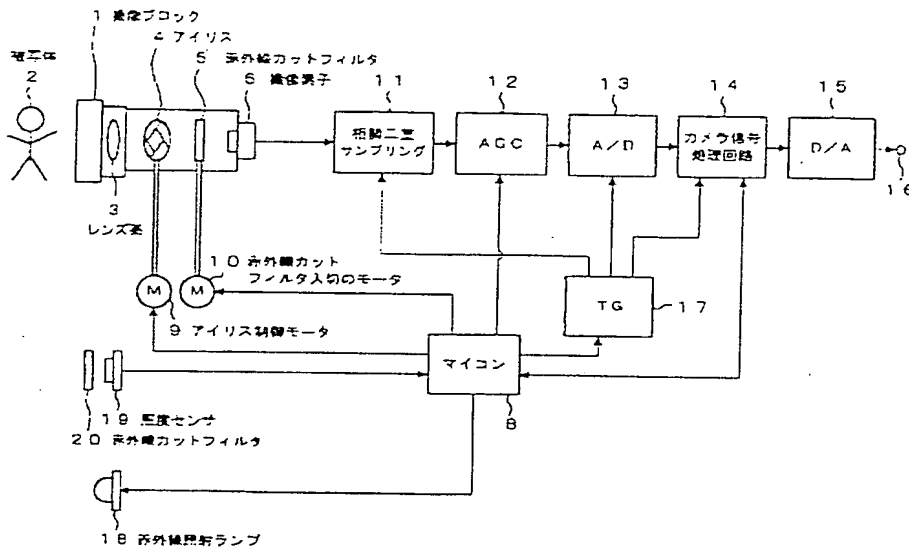 1 撮像ブロック
4 アイリス
5 赤外線カットフィルタ
6 撮像素子
被写体
2
11
12
13
14
15
相関二重
サンプリング
AGC
A/D
カメラ信号
処理回路
D/A
16
3
レンズ系
10 赤外線カット
フィルタ入切のモータ
M
M
TG
17
9 アイリス制御モータ
マイコン
8
19 照度センサ
20 赤外線カットフィルタ
18 赤外線照射ランプ